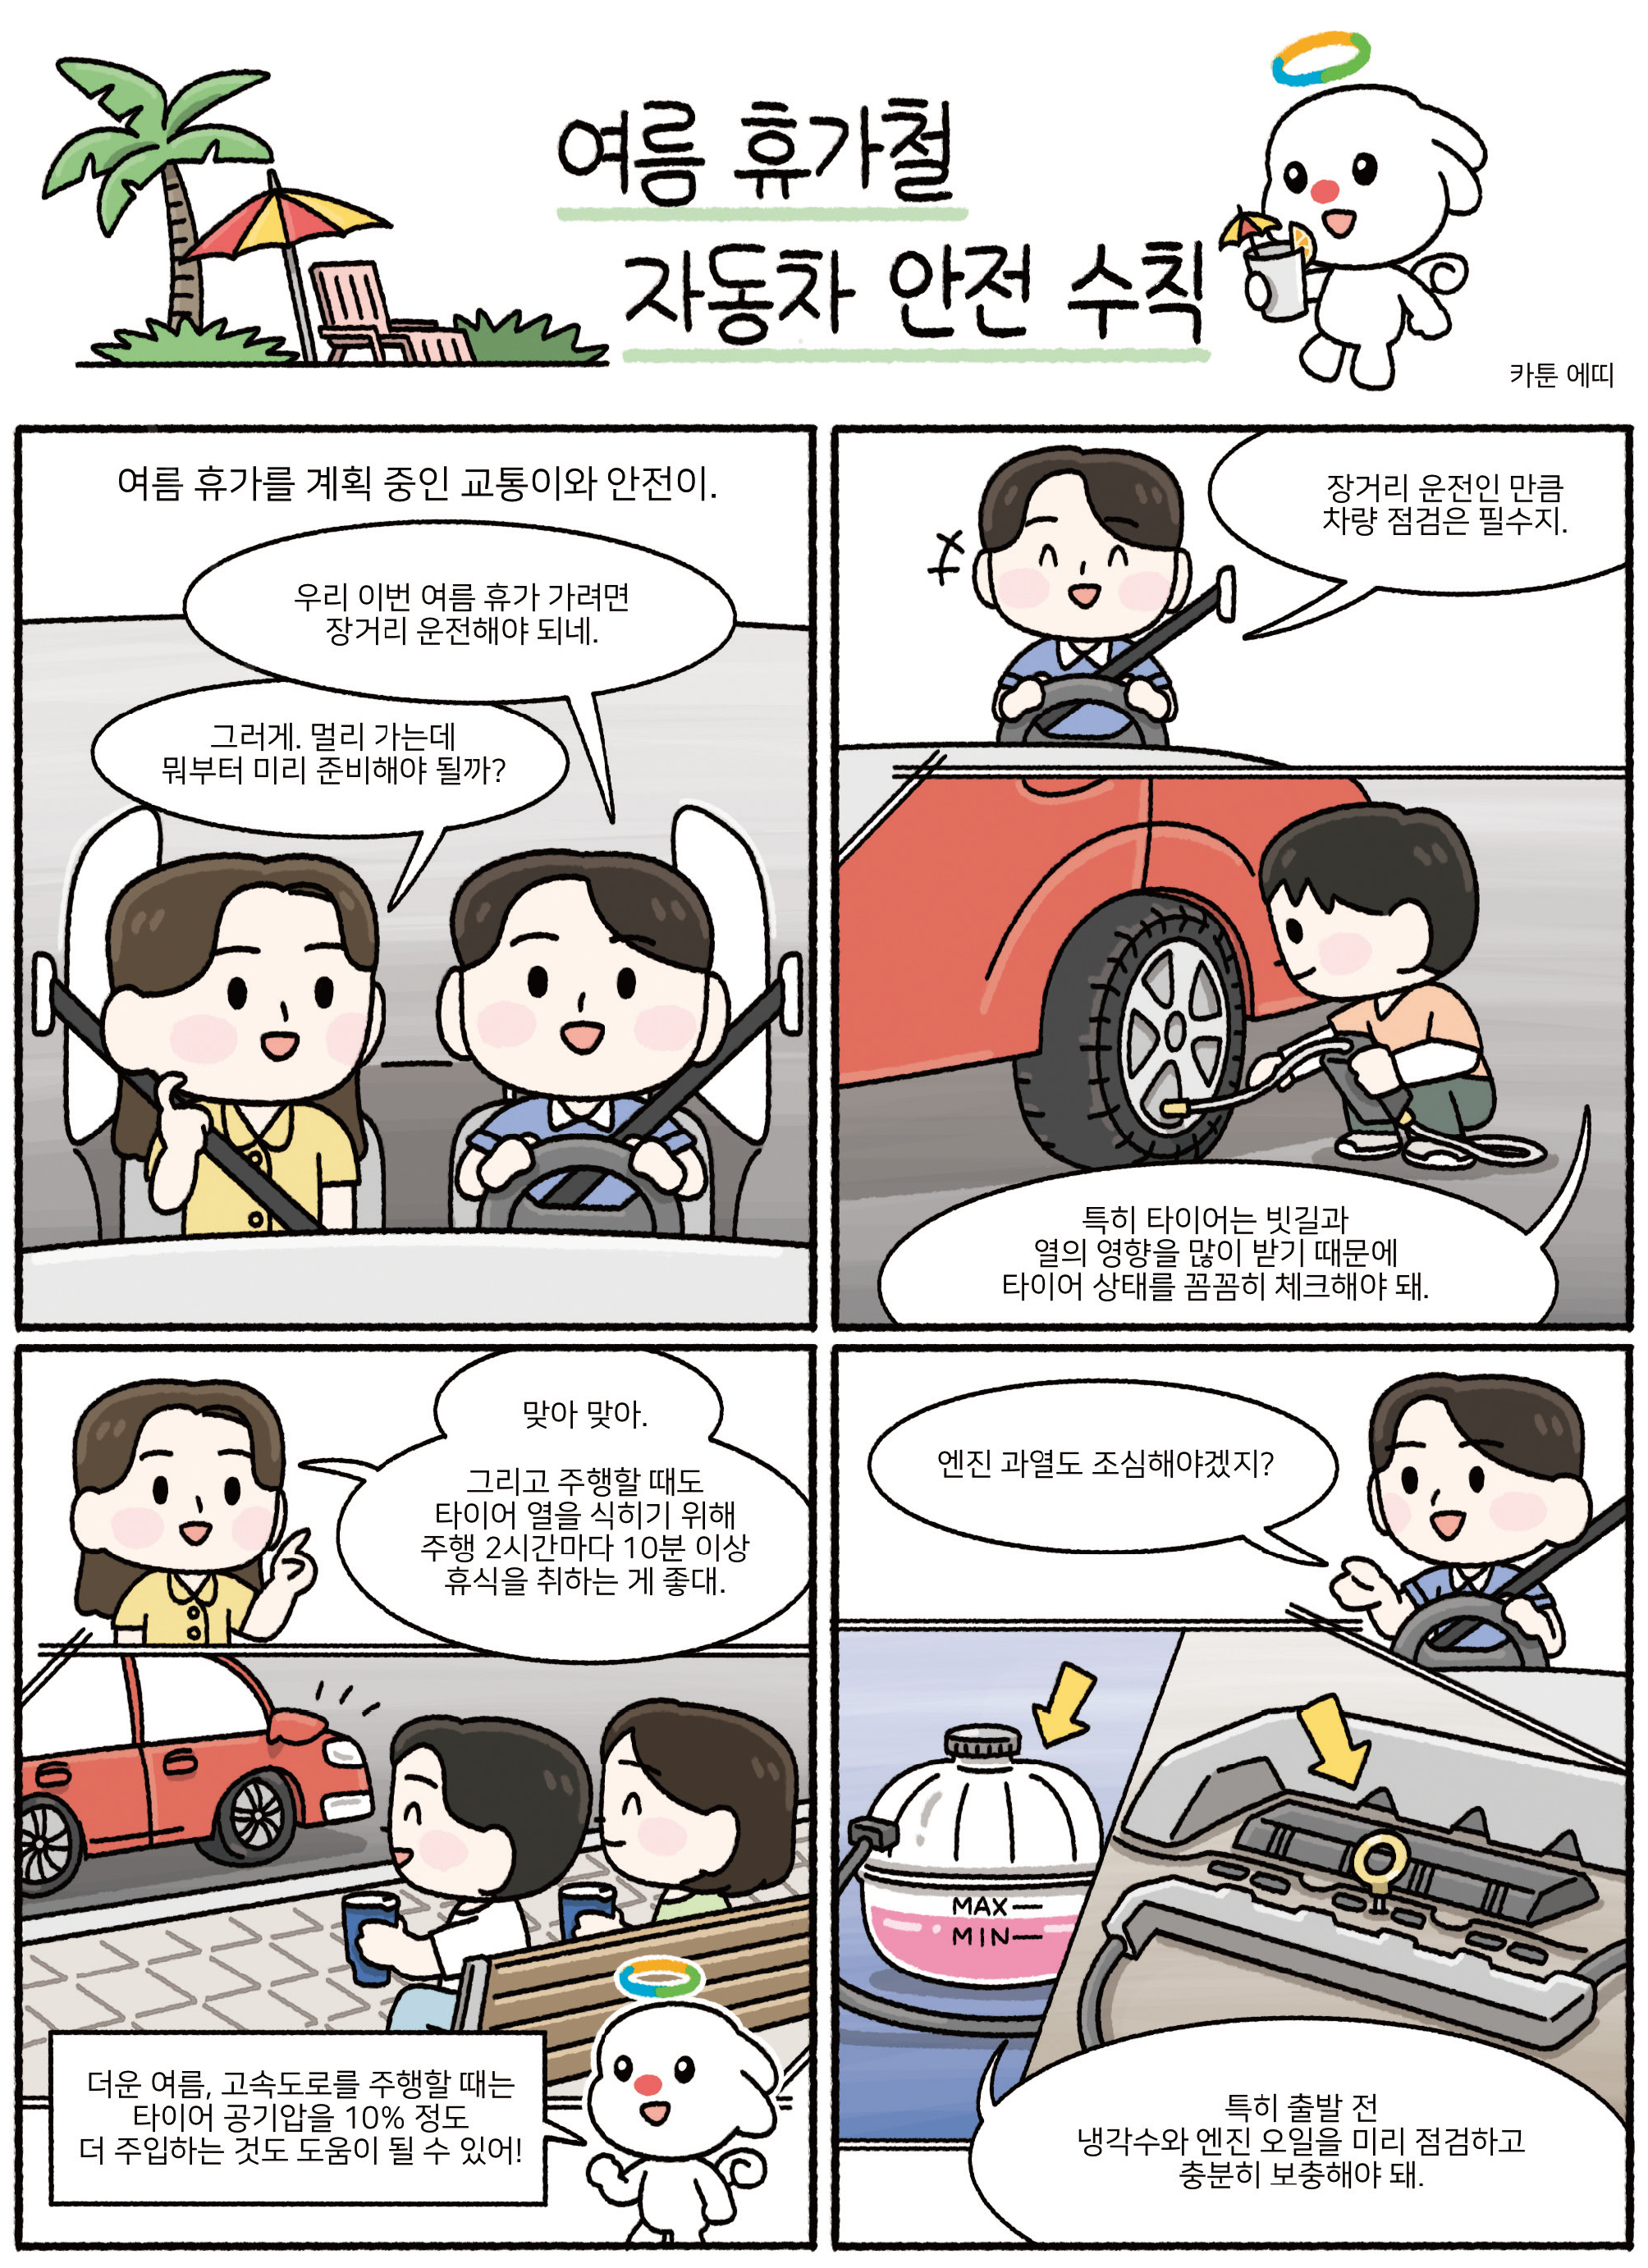 여름 휴가철
자동차 안전 수칙
카툰 에띠
여름 휴가를 계획 중인 교통이와 안전이.
우리 이번 여름 휴가 가려면
장거리 운전해야 되네.
그러게. 멀리 가는데
뭐부터 미리 준비해야 될까?
장거리 운전인 만큼
차량 점검은 필수지.
특히 타이어는 빗길과
열의 영향을 많이 받기 때문에
타이어 상태를 꼼꼼히 체크해야 돼.
맞아 맞아.
그리고 주행할 때도
타이어 열을 식히기 위해
주행 2시간마다 10분 이상
휴식을 취하는 게 좋대.
더운 여름, 고속도로를 주행할 때는
타이어 공기압을 10% 정도
더 주입하는 것도 도움이 될 수 있어!
엔진 과열도 조심해야겠지?
MAX
MIN
특히 출발 전
냉각수와 엔진 오일을 미리 점검하고
충분히 보충해야 돼.